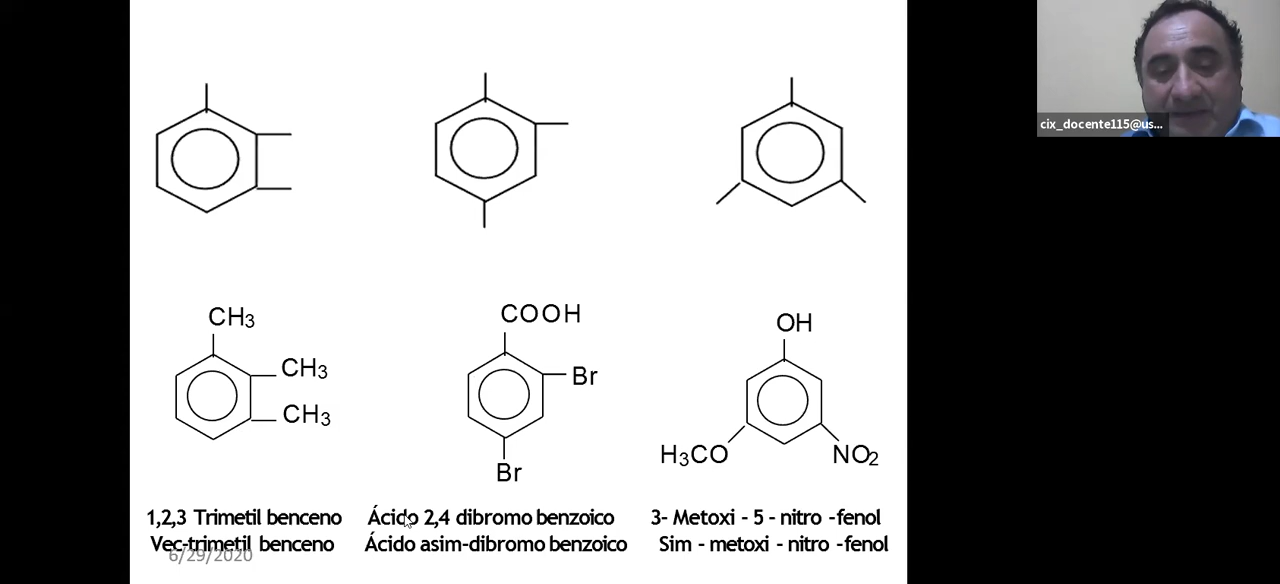 cix_docente115@us...
CH3
CH3
CH3
COOH
Br
Br
OH
H3CO
NO2
1,2,3 Trimetil benceno
Vec-trimetil benceno
Ácido 2,4 dibromo benzoico
Ácido asim-dibromo benzoico
3- Metoxi - 5 - nitro -fenol
Sim - metoxi - nitro -fenol
6/29/2020